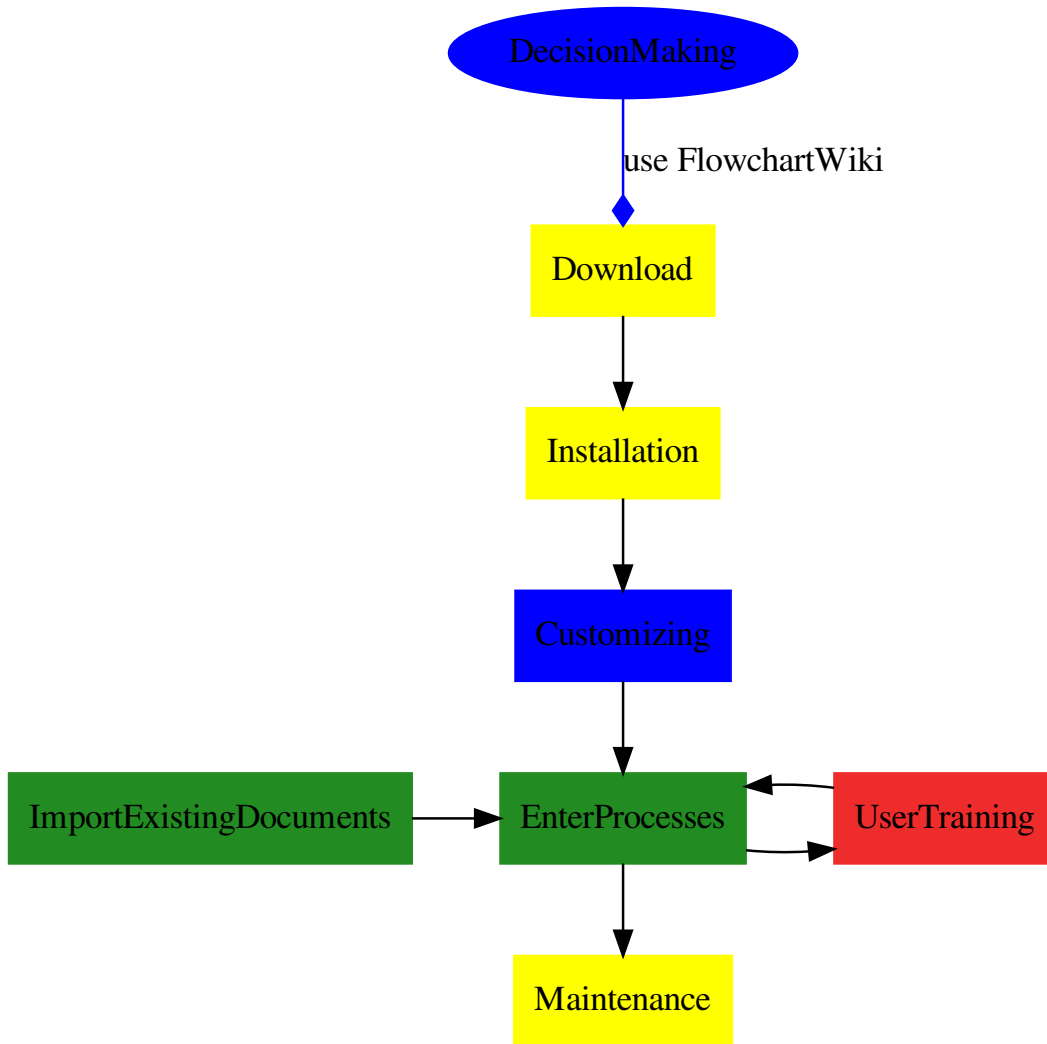 DecisionMaking
use FlowchartWiki
Download
Installation
Customizing
ImportExistingDocuments
EnterProcesses
UserTraining
Maintenance